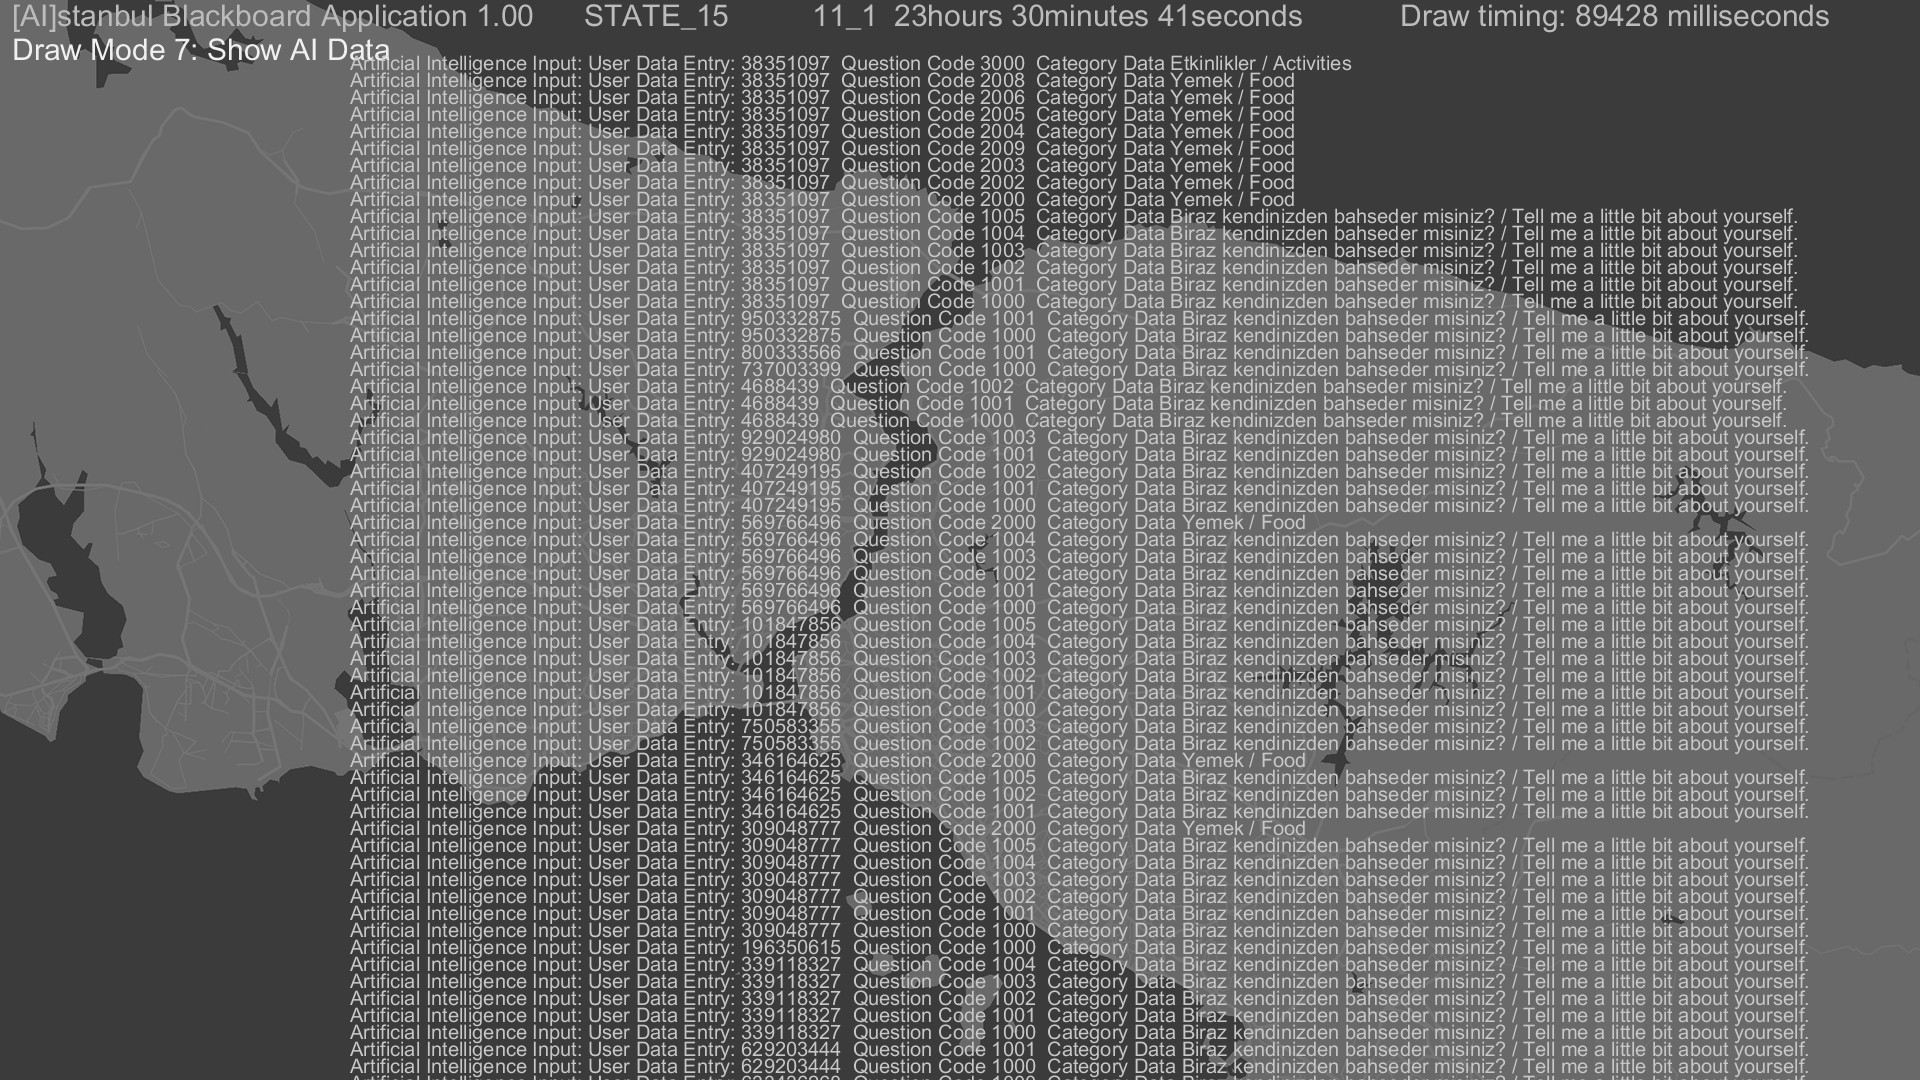 [AI]stanbul Blackboard Application 1.00 STATE_15 11_1 23hours 30minutes 41seconds Draw timing: 89428 milliseconds
Draw Mode 7: Show AI Data
Artificial Intelligence Input: User Data Entry: 38351097 Question Code 3000 Category Data Etkinlikler / Activities
Artificial Intelligence Input: User Data Entry: 38351097 Question Code 2008 Category Data Yemek / Food
Artificial Intelligence Input: User Data Entry: 38351097 Question Code 2006 Category Data Yemek / Food
Artificial Intelligence Input: User Data Entry: 38351097 Question Code 2005 Category Data Yemek / Food
Artificial Intelligence Input: User Data Entry: 38351097 Question Code 2004 Category Data Yemek / Food
Artificial Intelligence Input: User Data Entry: 38351097 Question Code 2009 Category Data Yemek / Food
Artificial Intelligence Input: User Data Entry: 38351097 Question Code 2003 Category Data Yemek / Food
Artificial Intelligence Input: User Data Entry: 38351097 Question Code 2002 Category Data Yemek / Food
Artificial Intelligence Input: User Data Entry: 38351097 Question Code 2000 Category Data Yemek / Food
Artificial Intelligence Input: User Data Entry: 38351097 Question Code 1005 Category Data Biraz kendinizden bahseder misiniz? / Tell me a little bit about yourself.
Artificial Intelligence Input: User Data Entry: 38351097 Question Code 1004 Category Data Biraz kendinizden bahseder misiniz? / Tell me a little bit about yourself.
Artificial Intelligence Input: User Data Entry: 38351097 Question Code 1003 Category Data Biraz kendinizden bahseder misiniz? / Tell me a little bit about yourself.
Artificial Intelligence Input: User Data Entry: 38351097 Question Code 1002 Category Data Biraz kendinizden bahseder misiniz? / Tell me a little bit about yourself.
Artificial Intelligence Input: User Data Entry: 38351097 Question Code 1001 Category Data Biraz kendinizden bahseder misiniz? / Tell me a little bit about yourself.
Artificial Intelligence Input: User Data Entry: 38351097 Question Code 1000 Category Data Biraz kendinizden bahseder misiniz? / Tell me a little bit about yourself.
Artificial Intelligence Input: User Data Entry: 950332875 Question Code 1001 Category Data Biraz kendinizden bahseder misiniz? / Tell me a little bit about yourself.
Artificial Intelligence Input: User Data Entry: 950332875 Question Code 1000 Category Data Biraz kendinizden bahseder misiniz? / Tell me a little bit about yourself.
Artificial Intelligence Input: User Data Entry: 800333566 Question Code 1001 Category Data Biraz kendinizden bahseder misiniz? / Tell me a little bit about yourself.
Artificial Intelligence Input: User Data Entry: 737003399 Question Code 1000 Category Data Biraz kendinizden bahseder misiniz? / Tell me a little bit about yourself.
Artificial Intelligence Input: User Data Entry: 4688439 Question Code 1002 Category Data Biraz kendinizden bahseder misiniz? / Tell me a little bit about yourself.
Artificial Intelligence Input: User Data Entry: 4688439 Question Code 1001 Category Data Biraz kendinizden bahseder misiniz? / Tell me a little bit about yourself.
Artificial Intelligence Input: User Data Entry: 4688439 Question Code 1000 Category Data Biraz kendinizden bahseder misiniz? / Tell me a little bit about yourself.
Artificial Intelligence Input: User Data Entry: 929024980 Question Code 1003 Category Data Biraz kendinizden bahseder misiniz? / Tell me a little bit about yourself.
Artificial Intelligence Input: User Data Entry: 929024980 Question Code 1001 Category Data Biraz kendinizden bahseder misiniz? / Tell me a little bit about yourself.
Artificial Intelligence Input: User Data Entry: 407249195 Question Code 1002 Category Data Biraz kendinizden bahseder misiniz? / Tell me a little bit about yourself.
Artificial Intelligence Input: User Data Entry: 407249195 Question Code 1001 Category Data Biraz kendinizden bahseder misiniz? / Tell me a little bit about yourself.
Artificial Intelligence Input: User Data Entry: 407249195 Question Code 1000 Category Data Biraz kendinizden bahseder misiniz? / Tell me a little bit about yourself.
Artificial Intelligence Input: User Data Entry: 569766496 Question Code 2000 Category Data Yemek / Food
Artificial Intelligence Input: User Data Entry: 569766496 Question Code 1004 Category Data Biraz kendinizden bahseder misiniz? / Tell me a little bit about yourself.
Artificial Intelligence Input: User Data Entry: 569766496 Question Code 1003 Category Data Biraz kendinizden bahseder misiniz? / Tell me a little bit about yourself.
Artificial Intelligence Input: User Data Entry: 569766496 Question Code 1002 Category Data Biraz kendinizden bahseder misiniz? / Tell me a little bit about yourself.
Artificial Intelligence Input: User Data Entry: 569766496 Question Code 1001 Category Data Biraz kendinizden bahseder misiniz? / Tell me a little bit about yourself.
Artificial Intelligence Input: User Data Entry: 569766496 Question Code 1000 Category Data Biraz kendinizden bahseder misiniz? / Tell me a little bit about yourself.
Artificial Intelligence Input: User Data Entry: 101847856 Question Code 1005 Category Data Biraz kendinizden bahseder misiniz? / Tell me a little bit about yourself.
Artificial Intelligence Input: User Data Entry: 101847856 Question Code 1004 Category Data Biraz kendinizden bahseder misiniz? / Tell me a little bit about yourself.
Artificial Intelligence Input: User Data Entry: 101847856 Question Code 1003 Category Data Biraz kendinizden bahseder misiniz? / Tell me a little bit about yourself.
Artificial Intelligence Input: User Data Entry: 101847856 Question Code 1002 Category Data Biraz kendinizden bahseder misiniz? / Tell me a little bit about yourself.
Artificial Intelligence Input: User Data Entry: 101847856 Question Code 1001 Category Data Biraz kendinizden bahseder misiniz? / Tell me a little bit about yourself.
Artificial Intelligence Input: User Data Entry: 101847856 Question Code 1000 Category Data Biraz kendinizden bahseder misiniz? / Tell me a little bit about yourself.
Artificial Intelligence Input: User Data Entry: 750583355 Question Code 1003 Category Data Biraz kendinizden bahseder misiniz? / Tell me a little bit about yourself.
Artificial Intelligence Input: User Data Entry: 750583355 Question Code 1002 Category Data Biraz kendinizden bahseder misiniz? / Tell me a little bit about yourself.
Artificial Intelligence Input: User Data Entry: 346164625 Question Code 2000 Category Data Yemek / Food
Artificial Intelligence Input: User Data Entry: 346164625 Question Code 1005 Category Data Biraz kendinizden bahseder misiniz? / Tell me a little bit about yourself.
Artificial Intelligence Input: User Data Entry: 346164625 Question Code 1002 Category Data Biraz kendinizden bahseder misiniz? / Tell me a little bit about yourself.
Artificial Intelligence Input: User Data Entry: 346164625 Question Code 1001 Category Data Biraz kendinizden bahseder misiniz? / Tell me a little bit about yourself.
Artificial Intelligence Input: User Data Entry: 309048777 Question Code 2000 Category Data Yemek / Food
Artificial Intelligence Input: User Data Entry: 309048777 Question Code 1005 Category Data Biraz kendinizden bahseder misiniz? / Tell me a little bit about yourself.
Artificial Intelligence Input: User Data Entry: 309048777 Question Code 1004 Category Data Biraz kendinizden bahseder misiniz? / Tell me a little bit about yourself.
Artificial Intelligence Input: User Data Entry: 309048777 Question Code 1003 Category Data Biraz kendinizden bahseder misiniz? / Tell me a little bit about yourself.
Artificial Intelligence Input: User Data Entry: 309048777 Question Code 1002 Category Data Biraz kendinizden bahseder misiniz? / Tell me a little bit about yourself.
Artificial Intelligence Input: User Data Entry: 309048777 Question Code 1001 Category Data Biraz kendinizden bahseder misiniz? / Tell me a little bit about yourself.
Artificial Intelligence Input: User Data Entry: 309048777 Question Code 1000 Category Data Biraz kendinizden bahseder misiniz? / Tell me a little bit about yourself.
Artificial Intelligence Input: User Data Entry: 196350615 Question Code 1000 Category Data Biraz kendinizden bahseder misiniz? / Tell me a little bit about yourself.
Artificial Intelligence Input: User Data Entry: 339118327 Question Code 1004 Category Data Biraz kendinizden bahseder misiniz? / Tell me a little bit about yourself.
Artificial Intelligence Input: User Data Entry: 339118327 Question Code 1003 Category Data Biraz kendinizden bahseder misiniz? / Tell me a little bit about yourself.
Artificial Intelligence Input: User Data Entry: 339118327 Question Code 1002 Category Data Biraz kendinizden bahseder misiniz? / Tell me a little bit about yourself.
Artificial Intelligence Input: User Data Entry: 339118327 Question Code 1001 Category Data Biraz kendinizden bahseder misiniz? / Tell me a little bit about yourself.
Artificial Intelligence Input: User Data Entry: 339118327 Question Code 1000 Category Data Biraz kendinizden bahseder misiniz? / Tell me a little bit about yourself.
Artificial Intelligence Input: User Data Entry: 629203444 Question Code 1001 Category Data Biraz kendinizden bahseder misiniz? / Tell me a little bit about yourself.
Artificial Intelligence Input: User Data Entry: 629203444 Question Code 1000 Category Data Biraz kendinizden bahseder misiniz? / Tell me a little bit about yourself.